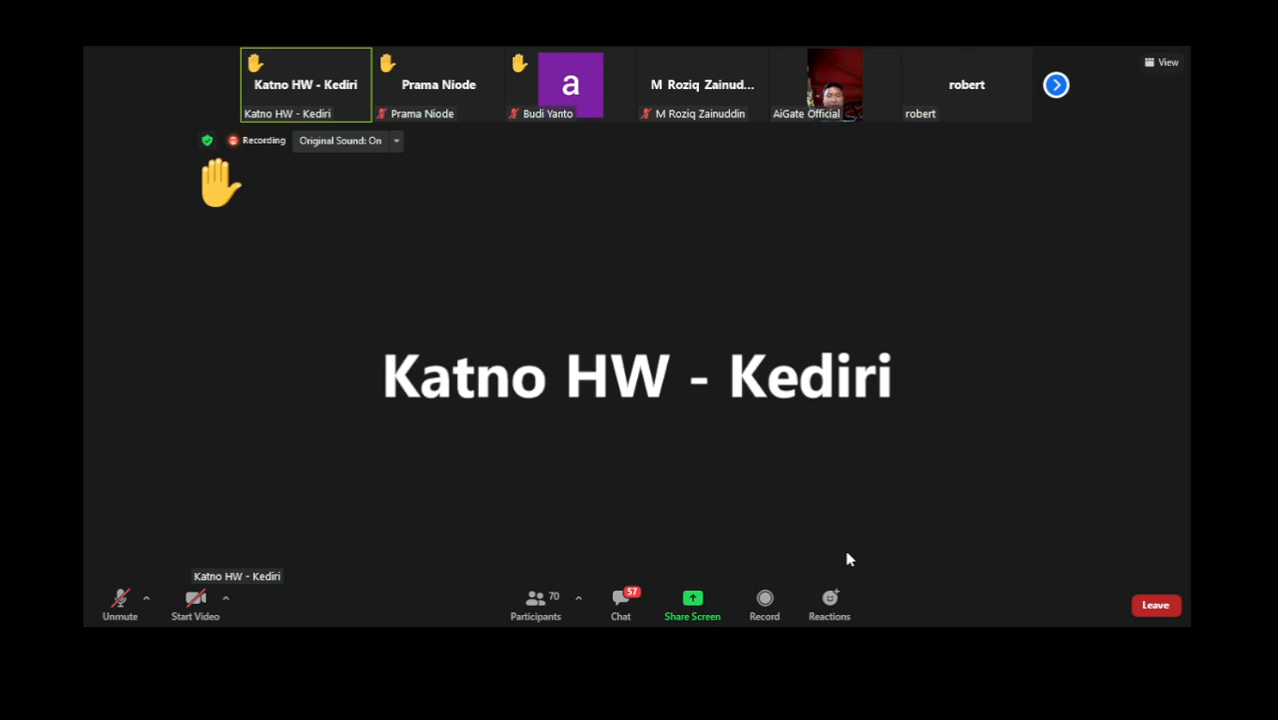 Katno HW - Kediri
Prama Niode
a
M Roziq Zainud...
robert
View
Katno HW - Kediri
Prama Niode
Budi Yanto
M Roziq Zainuddin
AiGate Official
robert
Recording
Original Sound: On
Katno HW - Kediri
Katno HW - Kediri
70
57
Unmute
Start Video
Participants
Chat
Share Screen
Record
Reactions
Leave